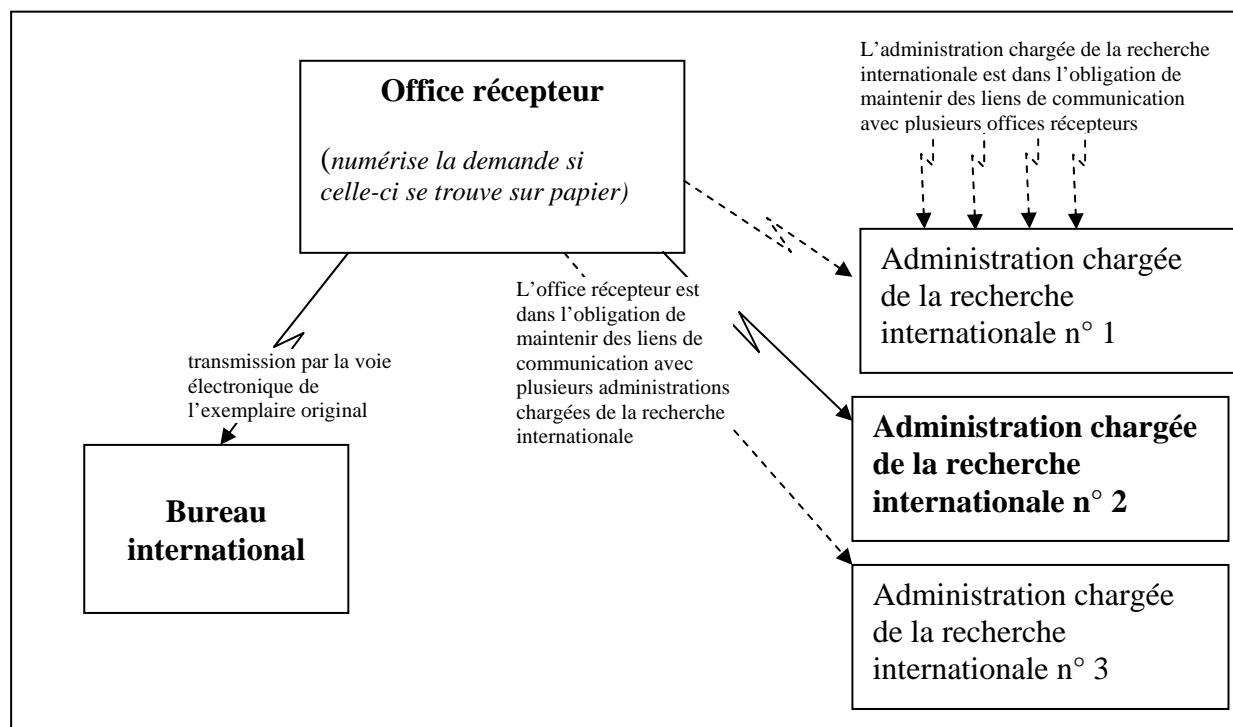 Office récepteur
(numérise la demande si
celle-ci se trouve sur papier)
L'administration chargée de la recherche
internationale est dans l'obligation de
maintenir des liens de communication
avec plusieurs offices récepteurs
Administration chargée
de la recherche
internationale n° 1
L'office récepteur est
dans l'obligation de
maintenir des liens de
communication avec
plusieurs administrations
chargées de la recherche
internationale
transmission par la voie
électronique de
l'exemplaire original
Administration chargée
de la recherche
internationale n° 2
Bureau
international
Administration chargée
de la recherche
internationale n° 3